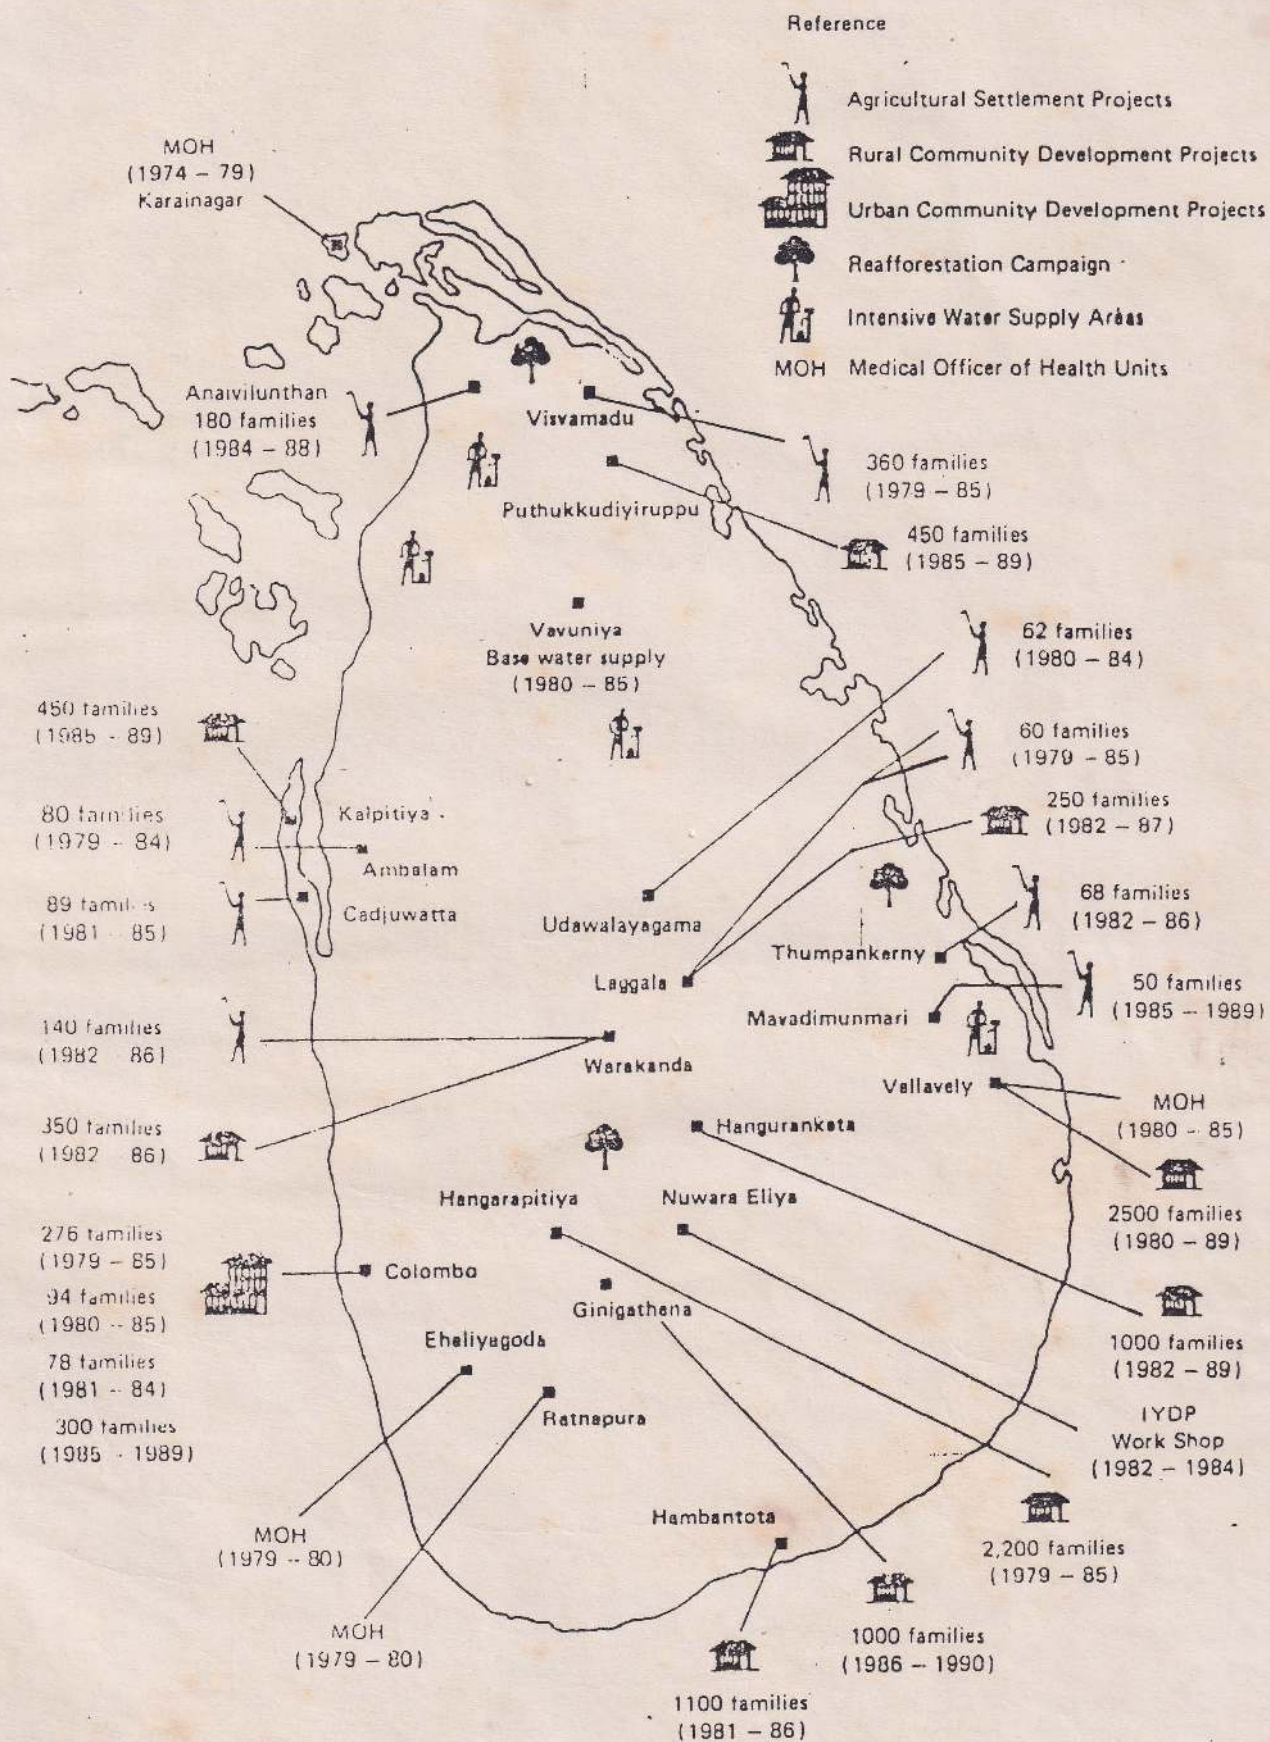 Reference
Agricultural Settlement Projects
Rural Community Development Projects
Urban Community Development Projects
Reafforestation Campaign
Intensive Water Supply Areas
MOH Medical Officer of Health Units
MOH
(1974 – 79)
Karainagar
Anaivilunthan
180 families
(1984 – 88)
Visvamadu
360 families
(1979 – 85)
Puthukkudiyiruppu
450 families
(1985 – 89)
Vavuniya
Base water supply
(1980 – 85)
62 families
(1980 – 84)
450 families
(1985 - 89)
60 families
(1979 – 85)
250 families
(1982 – 87)
80 families
(1979 - 84)
Kalpitiya
Ambalam
89 families
(1981 85)
Cadjuwatta
Udawalayagama
68 families
(1982 – 86)
Thumpankerny
Laggala
50 families
(1985 – 1989)
Mavadimunmari
140 families
(1982 86)
Warakanda
Vellavely
MOH
(1980 - 85)
350 families
(1982 86)
Hanguranketa
2500 families
(1980 – 89)
Hangarapitiya
Nuwara Eliya
276 families
(1979 – 85)
94 families
(1980 -- 85)
78 families
(1981 -- 84)
300 families
(1985 - 1989)
Colombo
Ginigathena
1000 families
(1982 – 89)
Eheliyagoda
Ratnapura
IYDP
Work Shop
(1982 – 1984)
Hambantota
MOH
(1979 -- 80)
2,200 families
(1979 – 85)
MOH
(1979 – 80)
1000 families
(1986 – 1990)
1100 families
(1981 – 86)